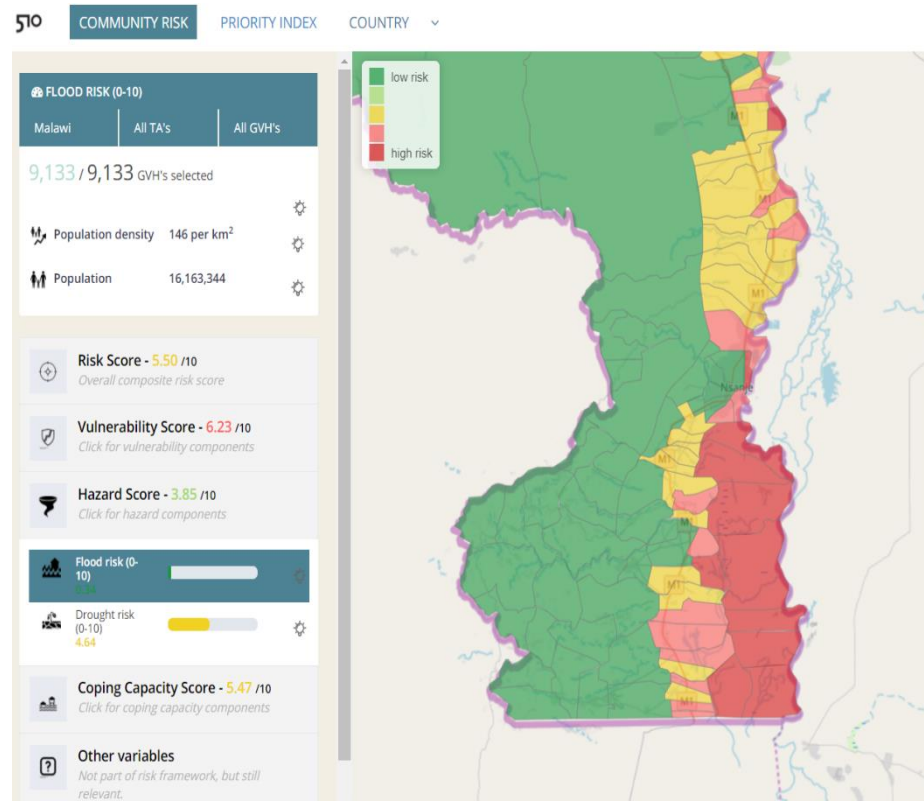 510 COMMUNITY RISK PRIORITY INDEX COUNTRY
FLOOD RISK (0-10)
Malawi All TA's All GVH's
9,133 / 9,133 GVH's selected
Population density 146 per km²
Population 16,163,344
Risk Score - 5.50 /10
Overall composite risk score
Vulnerability Score - 6.23 /10
Click for vulnerability components
Hazard Score - 3.85 /10
Click for hazard components
Flood risk (0-
10)
Drought risk
(0-10)
4.64
Coping Capacity Score - 5.47 /10
Click for coping capacity components
Other variables
Not part of risk framework, but still
relevant.
low risk
high risk
M1
M1
M1
Nsanje
M1
M
M1
M1